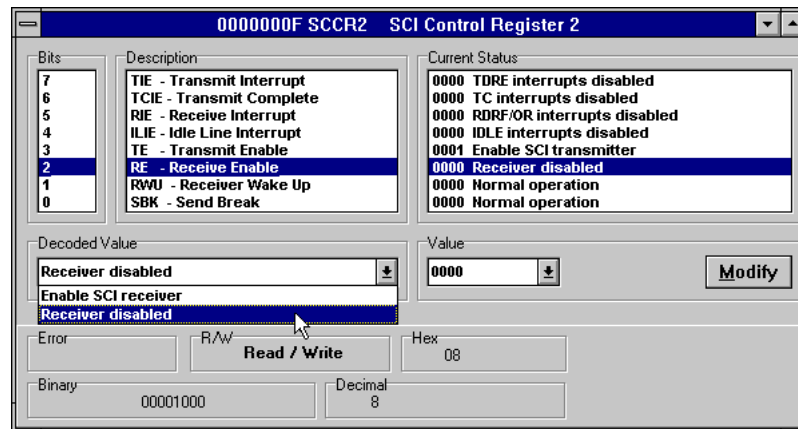 0000000F SCCR2 SCI Control Register 2
Bits Description Current Status
7 TIE - Transmit Interrupt 0000 TDRE interrupts disabled
6 TCIE - Transmit Complete 0000 TC interrupts disabled
5 RIE - Receive Interrupt 0000 RDRF/OR interrupts disabled
4 ILIE - Idle Line Interrupt 0000 IDLE interrupts disabled
3 TE - Transmit Enable 0001 Enable SCI transmitter
2 RE - Receive Enable 0000 Receiver disabled
1 RWU - Receiver Wake Up 0000 Normal operation
0 SBK - Send Break 0000 Normal operation
Decoded Value Value
Receiver disabled 0000 Modify
Enable SCI receiver
Receiver disabled
Error R/W Hex
Read / Write 08
Binary Decimal
00001000 8